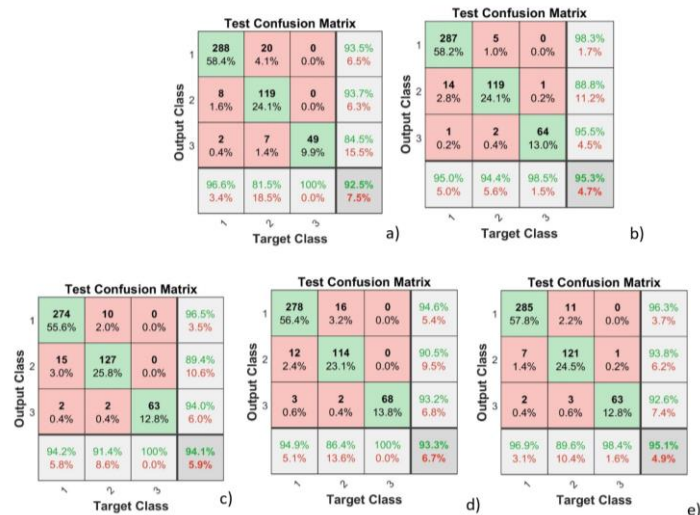 Test Confusion Matrix
Output Class
1
288 20 0 93.5%
58.4% 4.1% 0.0% 6.5%
2
8 119 0 93.7%
1.6% 24.1% 0.0% 6.3%
3
2 7 49 84.5%
0.4% 1.4% 9.9% 15.5%
96.6% 81.5% 100% 92.5%
3.4% 18.5% 0.0% 7.5%
1 2 3
Target Class
a)
Test Confusion Matrix
Output Class
1
287 5 0 98.3%
58.2% 1.0% 0.0% 1.7%
2
14 119 1 88.8%
2.8% 24.1% 0.2% 11.2%
3
1 2 64 95.5%
0.2% 0.4% 13.0% 4.5%
95.0% 94.4% 98.5% 95.3%
5.0% 5.6% 1.5% 4.7%
1 2 3
Target Class
b)
Test Confusion Matrix
Output Class
1
274 10 0 96.5%
55.6% 2.0% 0.0% 3.5%
2
15 127 0 89.4%
3.0% 25.8% 0.0% 10.6%
3
2 2 63 94.0%
0.4% 0.4% 12.8% 6.0%
94.2% 91.4% 100% 94.1%
5.8% 8.6% 0.0% 5.9%
1 2 3
Target Class
c)
Test Confusion Matrix
Output Class
1
278 16 0 94.6%
56.4% 3.2% 0.0% 5.4%
2
12 114 0 90.5%
2.4% 23.1% 0.0% 9.5%
3
3 2 68 93.2%
0.6% 0.4% 13.8% 6.8%
94.9% 86.4% 100% 93.3%
5.1% 13.6% 0.0% 6.7%
1 2 3
Target Class
d)
Test Confusion Matrix
Output Class
1
285 11 0 96.3%
57.8% 2.2% 0.0% 3.7%
2
7 121 1 93.8%
1.4% 24.5% 0.2% 6.2%
3
2 3 63 92.6%
0.4% 0.6% 12.8% 7.4%
96.9% 89.6% 98.4% 95.1%
3.1% 10.4% 1.6% 4.9%
1 2 3
Target Class
e)